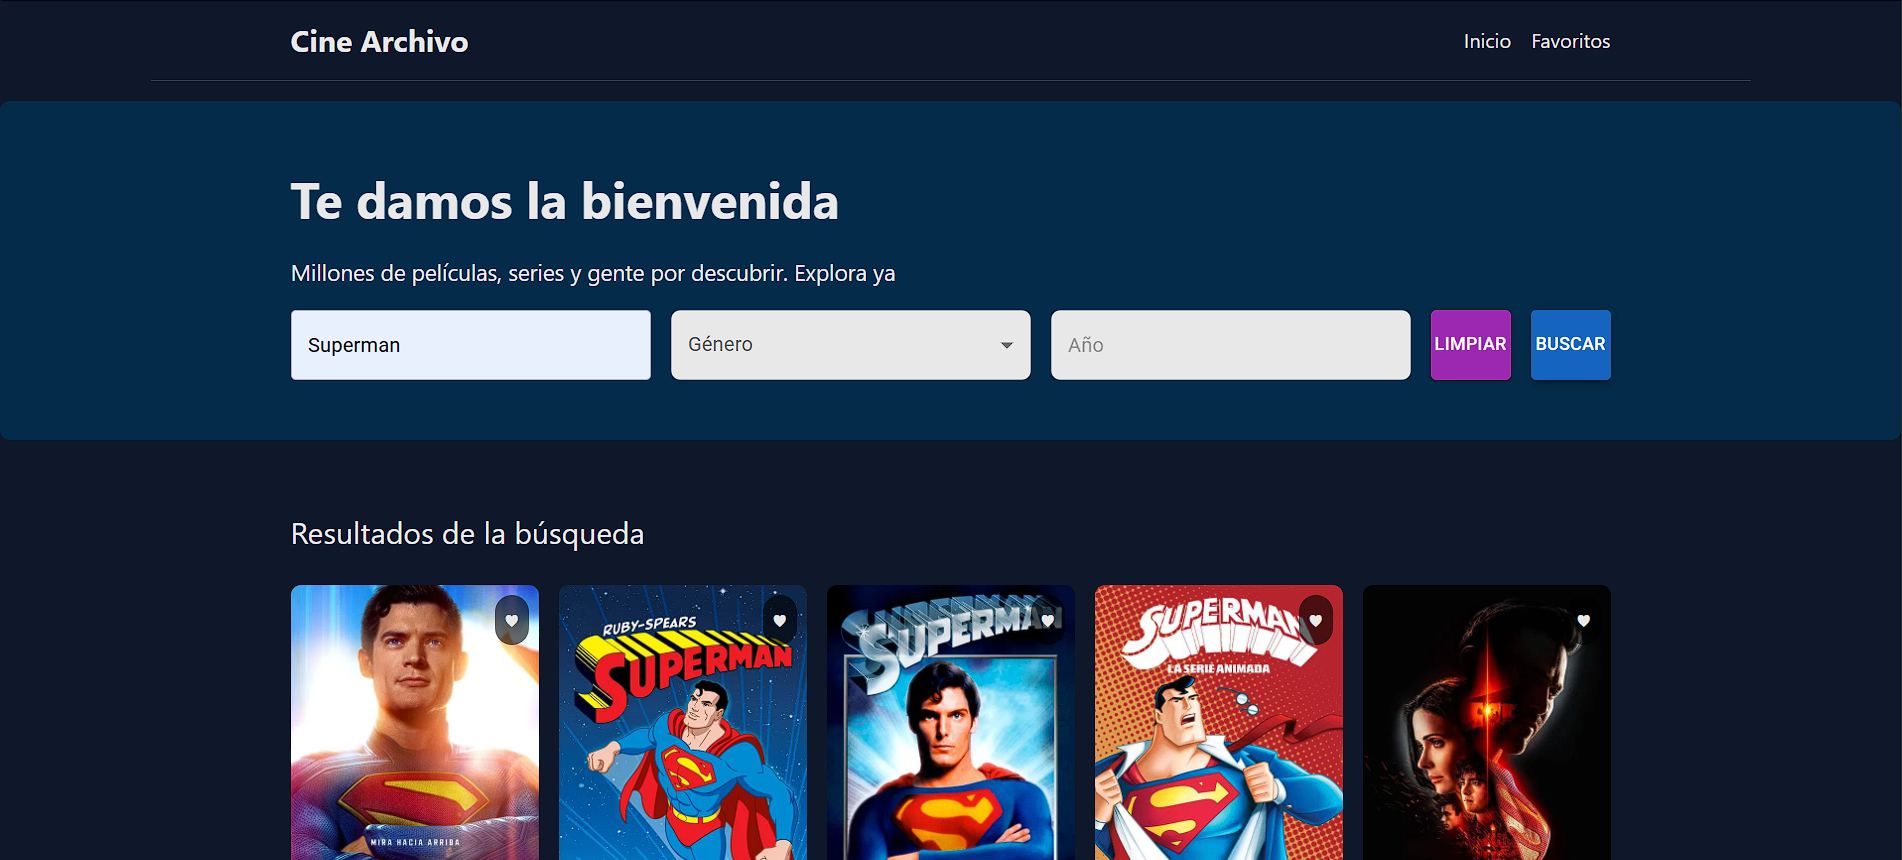 Cine Archivo
Inicio Favoritos
Te damos la bienvenida
Millones de películas, series y gente por descubrir. Explora ya
Superman
Género
Año
LIMPIAR
BUSCAR
Resultados de la búsqueda
MIRA HACIA ARRIBA
RUBY-SPEARS
SUPERMAN
SUPERMAN
SUPERMAN
LA SERIE ANIMADA